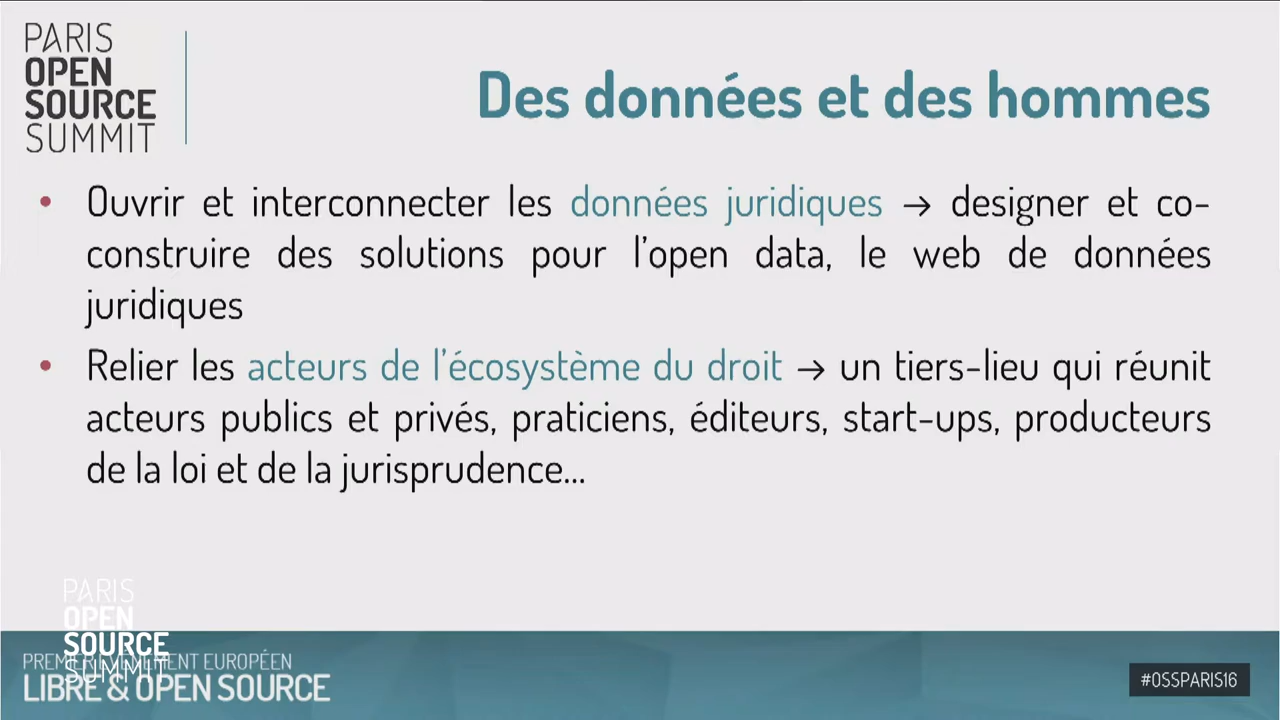 PARIS
OPEN
SOURCE
SUMMIT
Des données et des hommes
• Ouvrir et interconnecter les données juridiques → designer et co-
construire des solutions pour l'open data, le web de données
juridiques
• Relier les acteurs de l'écosystème du droit → un tiers-lieu qui réunit
acteurs publics et privés, praticiens, éditeurs, start-ups, producteurs
de la loi et de la jurisprudence...
PARIS
OPEN
SOURCE
SUMMIT
PREMIER ÉVÉNEMENT EUROPÉEN
LIBRE & OPEN SOURCE
#OSSPARIS16